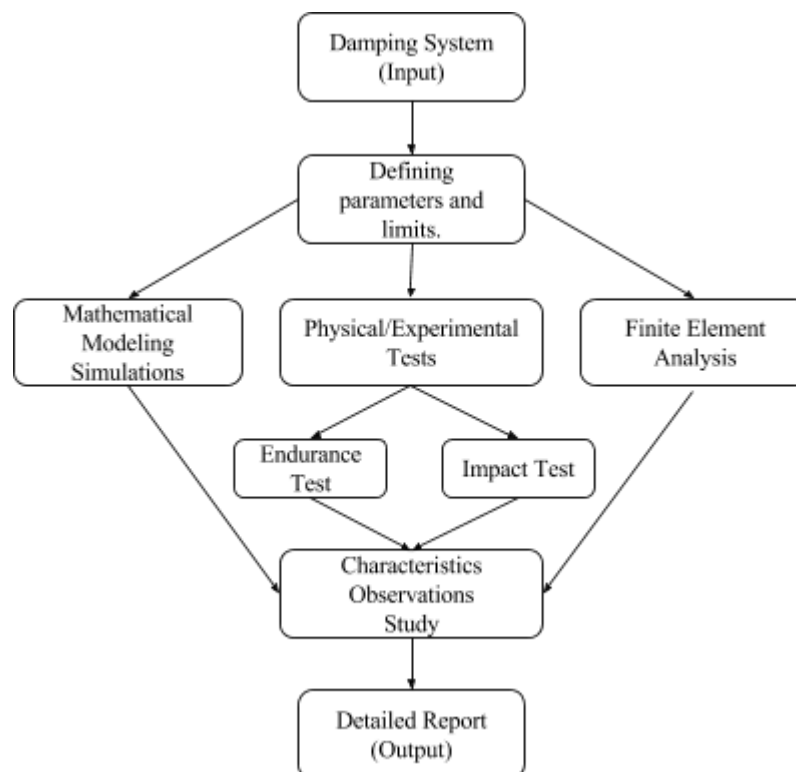 Damping System
(Input)
Defining
parameters and
limits.
Mathematical
Modeling
Simulations
Physical/Experimental
Tests
Finite Element
Analysis
Endurance
Test
Impact Test
Characteristics
Observations
Study
Detailed Report
(Output)